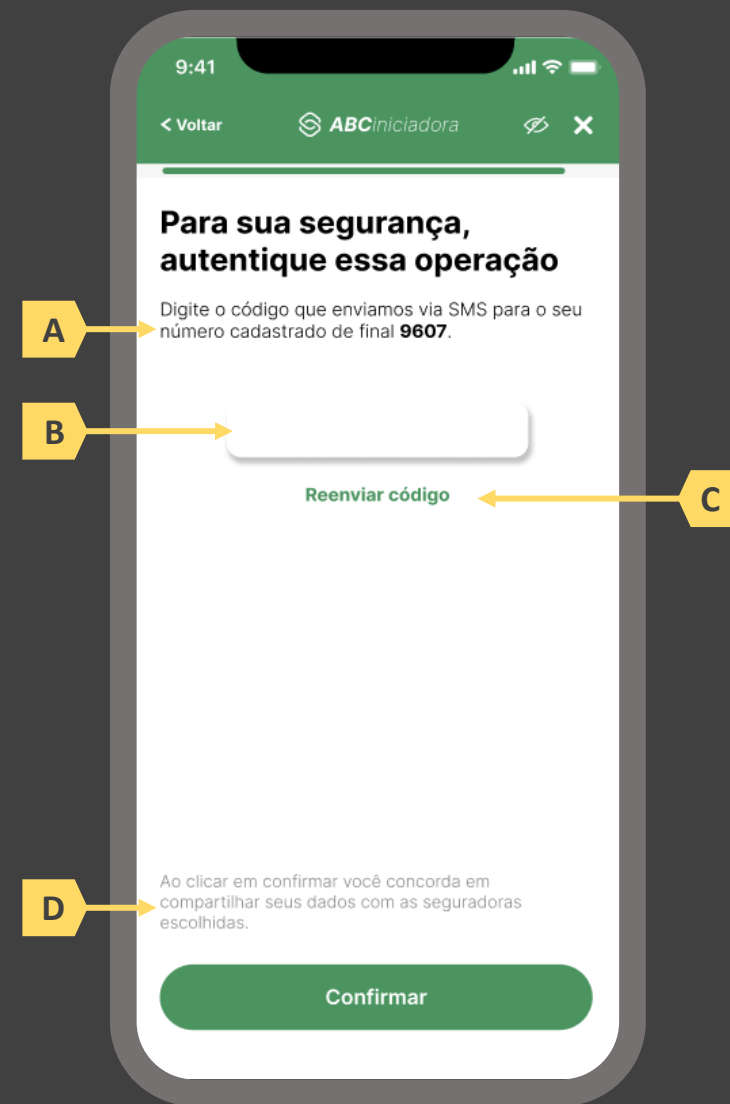 9:41
< Voltar ABCiniciadora
Para sua segurança,
autentique essa operação
Digite o código que enviamos via SMS para o seu
número cadastrado de final 9607.
A
B
Reenviar código
C
Ao clicar em confirmar você concorda em
compartilhar seus dados com as seguradoras
escolhidas.
D
Confirmar